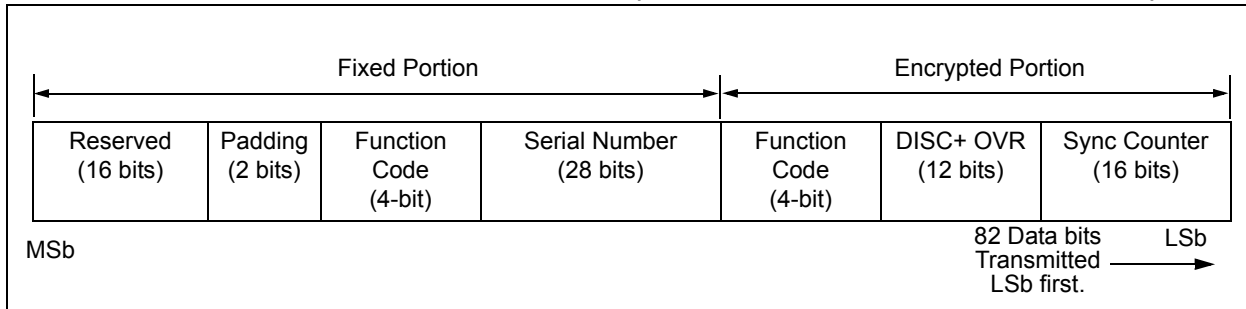 Fixed Portion
Encrypted Portion
Reserved
(16 bits)
Padding
(2 bits)
Function
Code
(4-bit)
Serial Number
(28 bits)
Function
Code
(4-bit)
DISC+ OVR
(12 bits)
Sync Counter
(16 bits)
MSb
82 Data bits
Transmitted
LSb first.
LSb